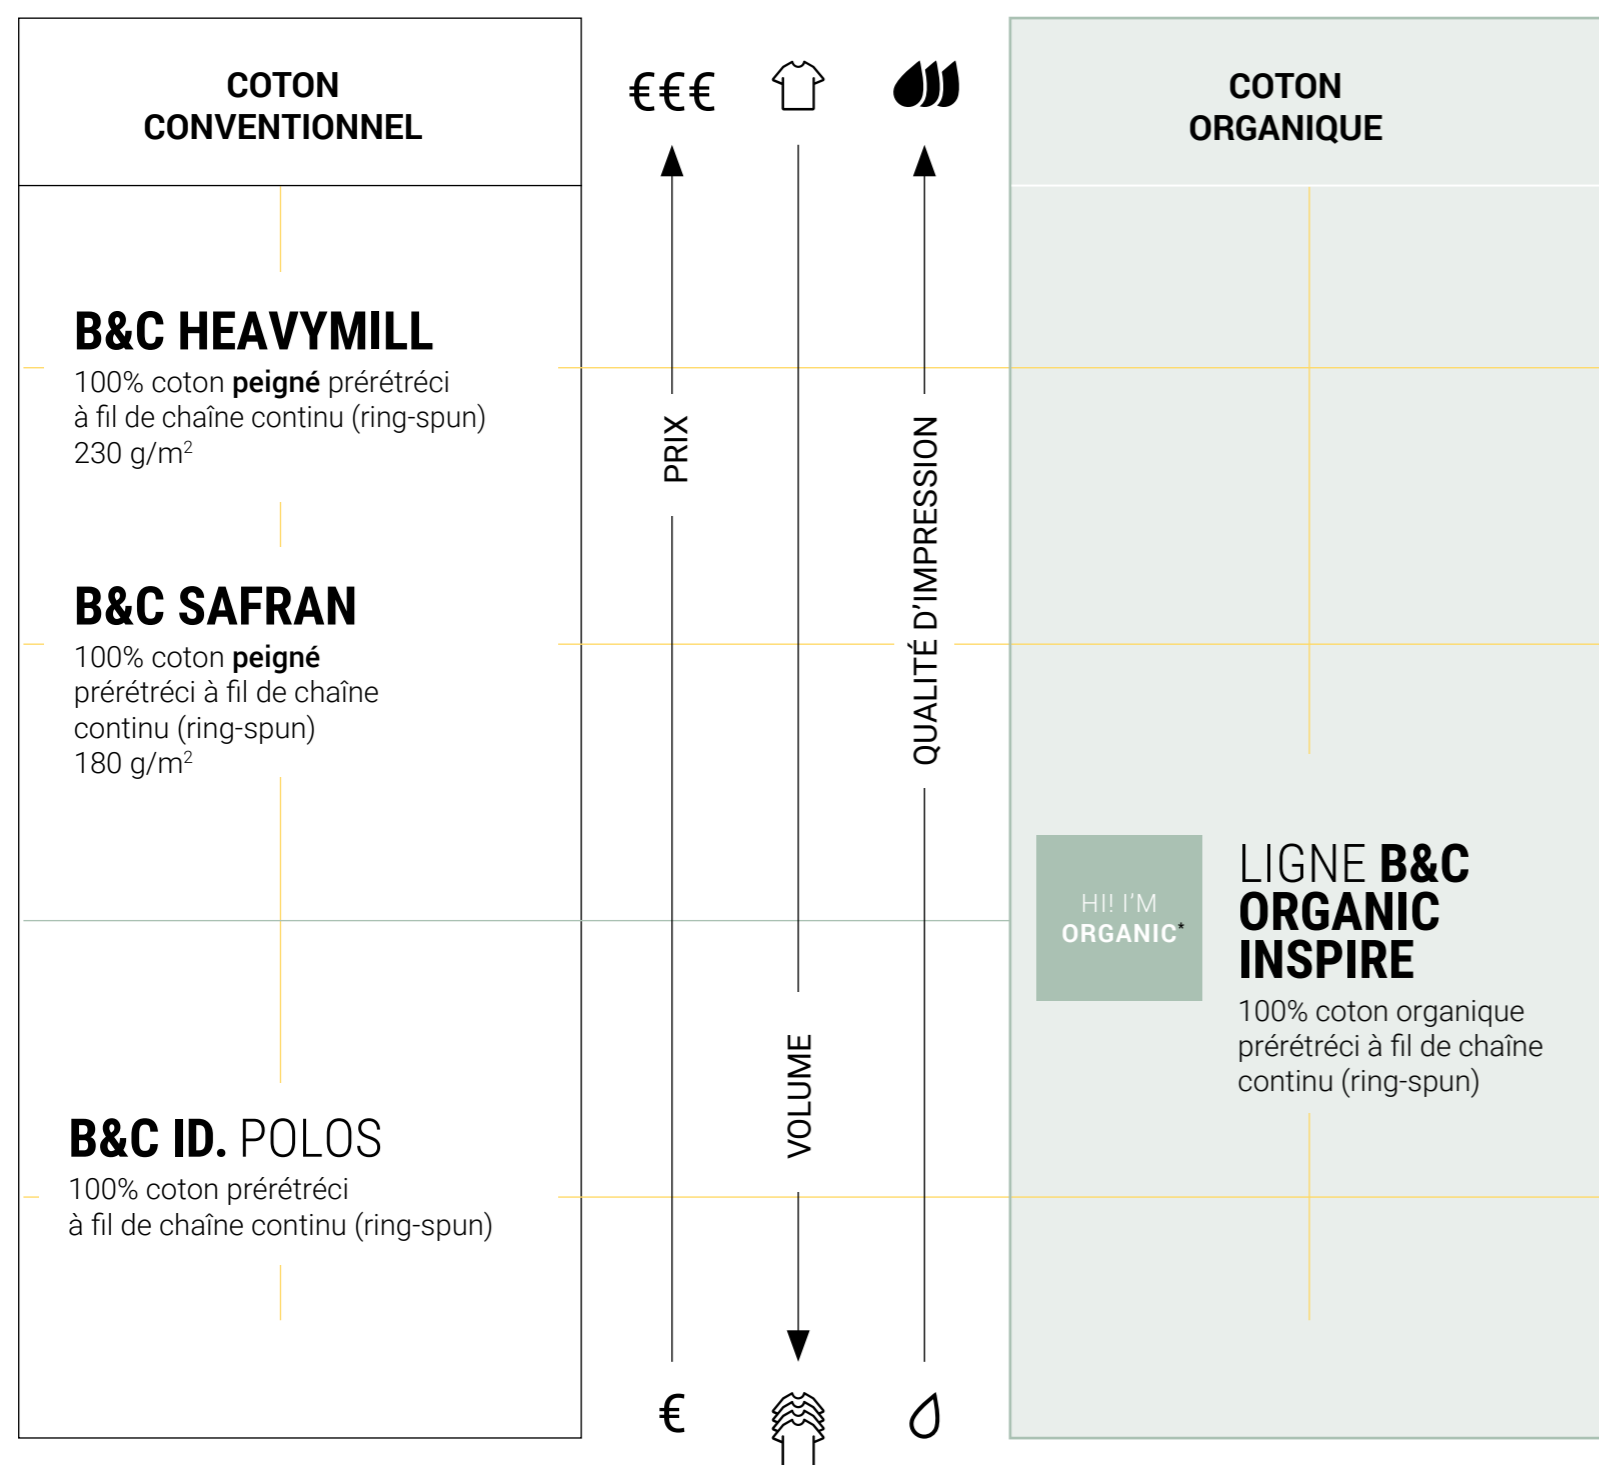 COTON
CONVENTIONNEL
€€€
COTON
ORGANIQUE
B&C HEAVYMILL
100% coton peigné prérétréci
à fil de chaîne continu (ring-spun)
230 g/m²
B&C SAFRAN
100% coton peigné
prérétréci à fil de chaîne
continu (ring-spun)
180 g/m²
B&C ID. POLOS
100% coton prérétréci
à fil de chaîne continu (ring-spun)
PRIX
VOLUME
QUALITÉ D'IMPRESSION
€
HI! I'M
ORGANIC*
LIGNE B&C
ORGANIC
INSPIRE
100% coton organique
prérétréci à fil de chaîne
continu (ring-spun)